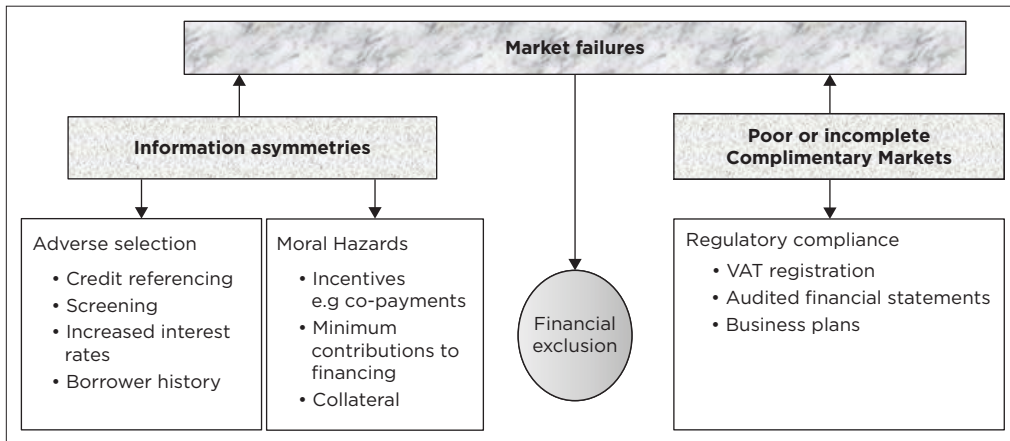 Market failures
Information asymmetries
Poor or incomplete
Complimentary Markets
Adverse selection
• Credit referencing
• Screening
• Increased interest
rates
• Borrower history
Moral Hazards
• Incentives
e.g co-payments
• Minimum
contributions to
financing
• Collateral
Financial
exclusion
Regulatory compliance
• VAT registration
• Audited financial statements
• Business plans